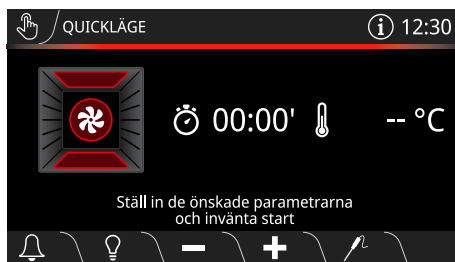 QUICKLÄGE
12:30
00:00'
-- °C
Ställ in de önskade parametrarna
och invänta start